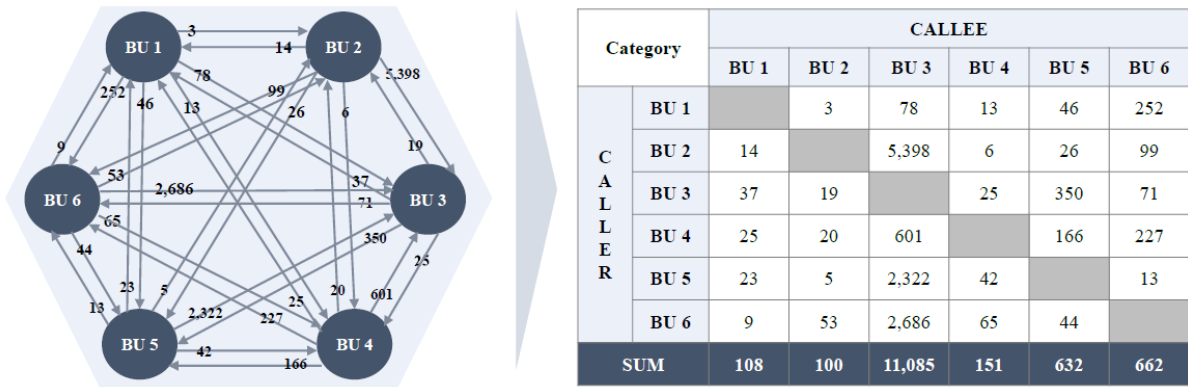 3
BU 1
BU 2
14
5,398
78
252
46
13
99
26
6
9
19
53
2,686
37
BU 6
71
BU 3
65
44
350
25
23
5
25
20
601
13
2,322
227
BU 5
42
BU 4
166
Category CALLEE
BU 1 BU 2 BU 3 BU 4 BU 5 BU 6
CALLER
BU 1 3 78 13 46 252
BU 2 14 5,398 6 26 99
BU 3 37 19 25 350 71
BU 4 25 20 601 166 227
BU 5 23 5 2,322 42 13
BU 6 9 53 2,686 65 44
SUM 108 100 11,085 151 632 662